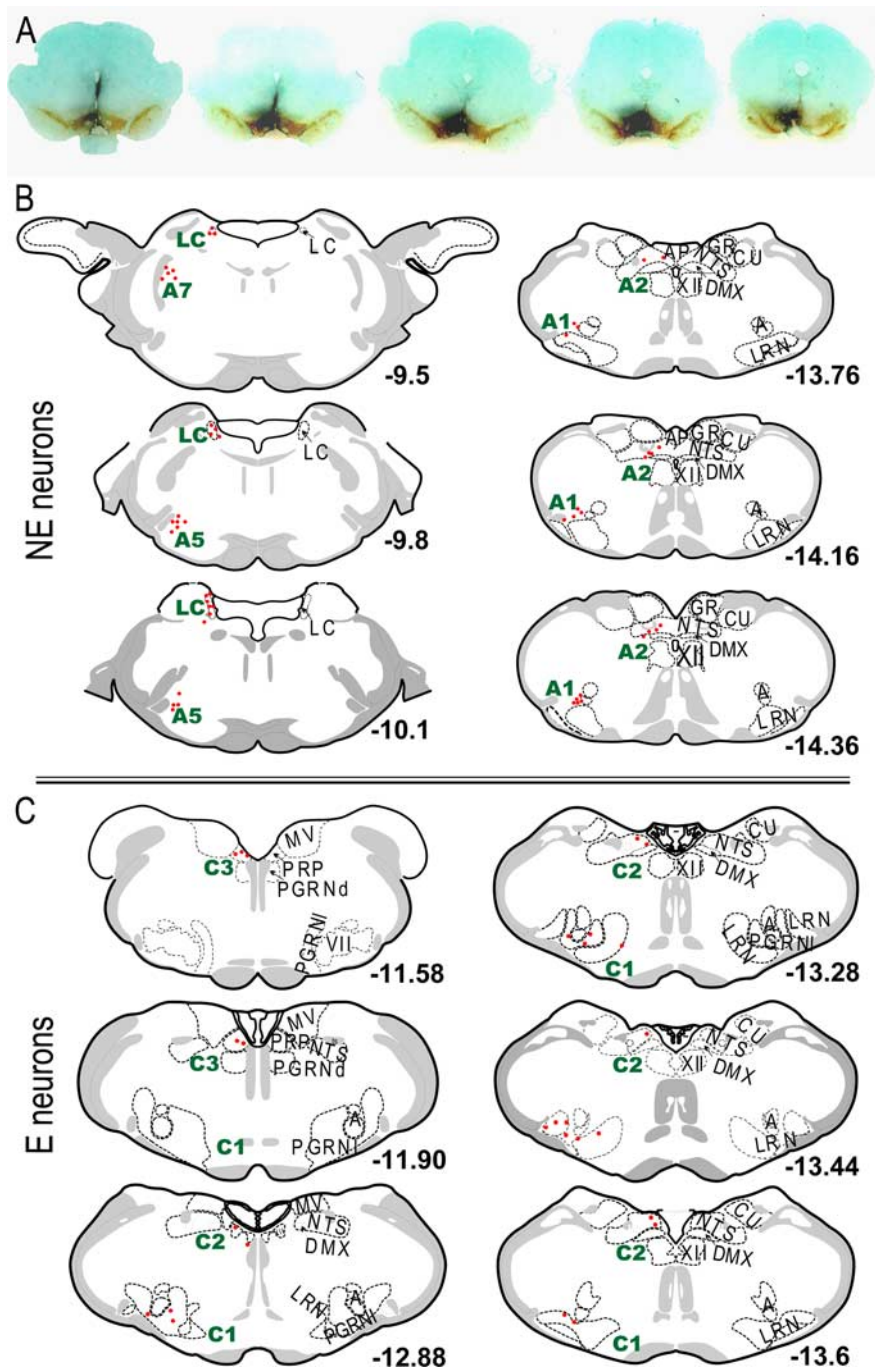 A
B
NE neurons
LC
LC
A7
-9.5
LC
LC
A5
-9.8
LC
LC
A5
-10.1
AP GR
NTS CU
A2 XII DMX
A1 A
LRN
-13.76
AP GR CU
NTS
A2 XII DMX
A1 A
LRN
-14.16
GR CU
NTS
A2 XII DMX
A1 A
LRN
-14.36
C
E neurons
MV
C3 PRP
PGRNd
PGRNl VII
-11.58
MV
PRP NTS
C3 PGRNd
A
C1 PGRNl
-11.90
MV
C2 NTS
DMX
LRN A
C1 PGRNl
-12.88
CU
NTS
C2 XII DMX
A LRN
LRN PGRNl
C1
-13.28
CU
NTS
C2 XII DMX
A
LRN
-13.44
CU
NTS
C2 XII DMX
A
C1 LRN
-13.6